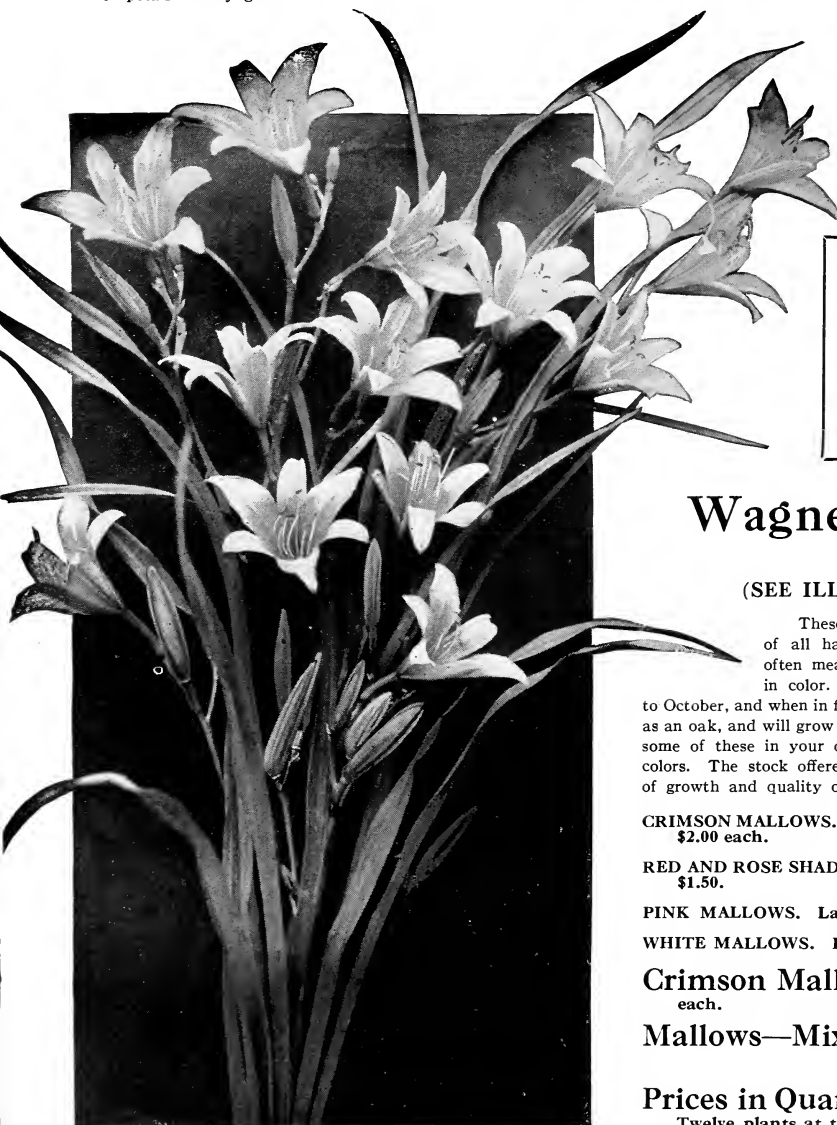 Wagne
(SEE ILL
These
of all ha
often mea
in color.
to October, and when in f
as an oak, and will grow
some of these in your
colors. The stock offere
of growth and quality
CRIMSON MALLOWS.
$2.00 each.
RED AND ROSE SHAD
$1.50.
PINK MALLOWS. La
WHITE MALLOWS.
Crimson Mall
each.
Mallows—Mix
Prices in Quan
Twelve plants at t